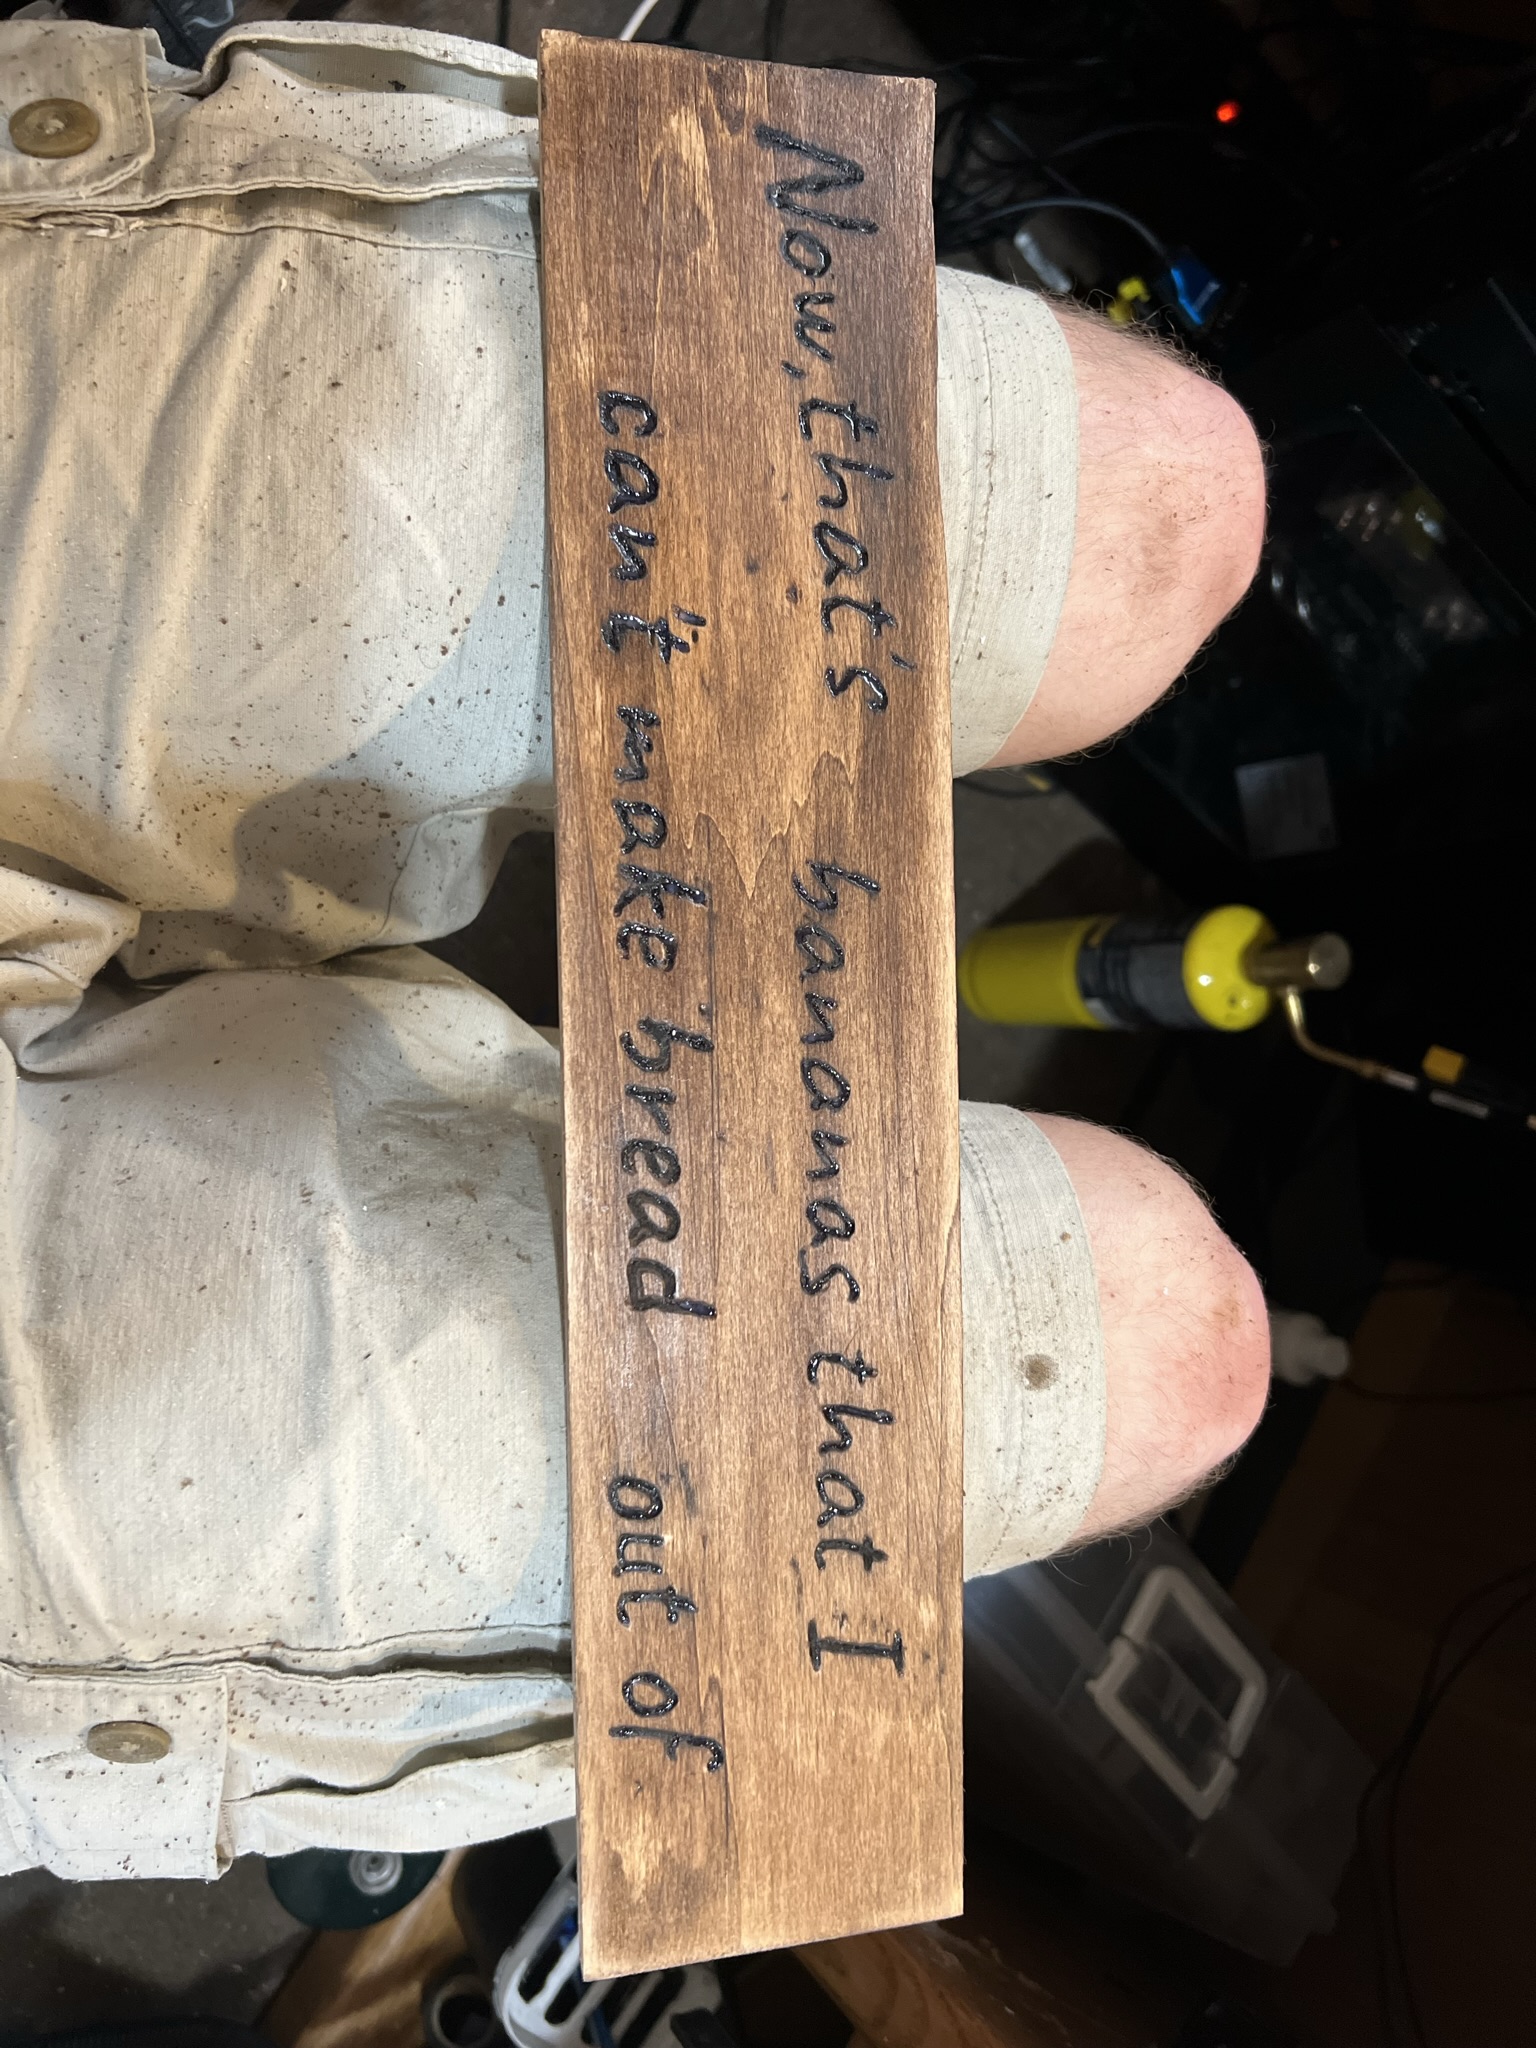 Now, that's bananas that I
can't make bread out of